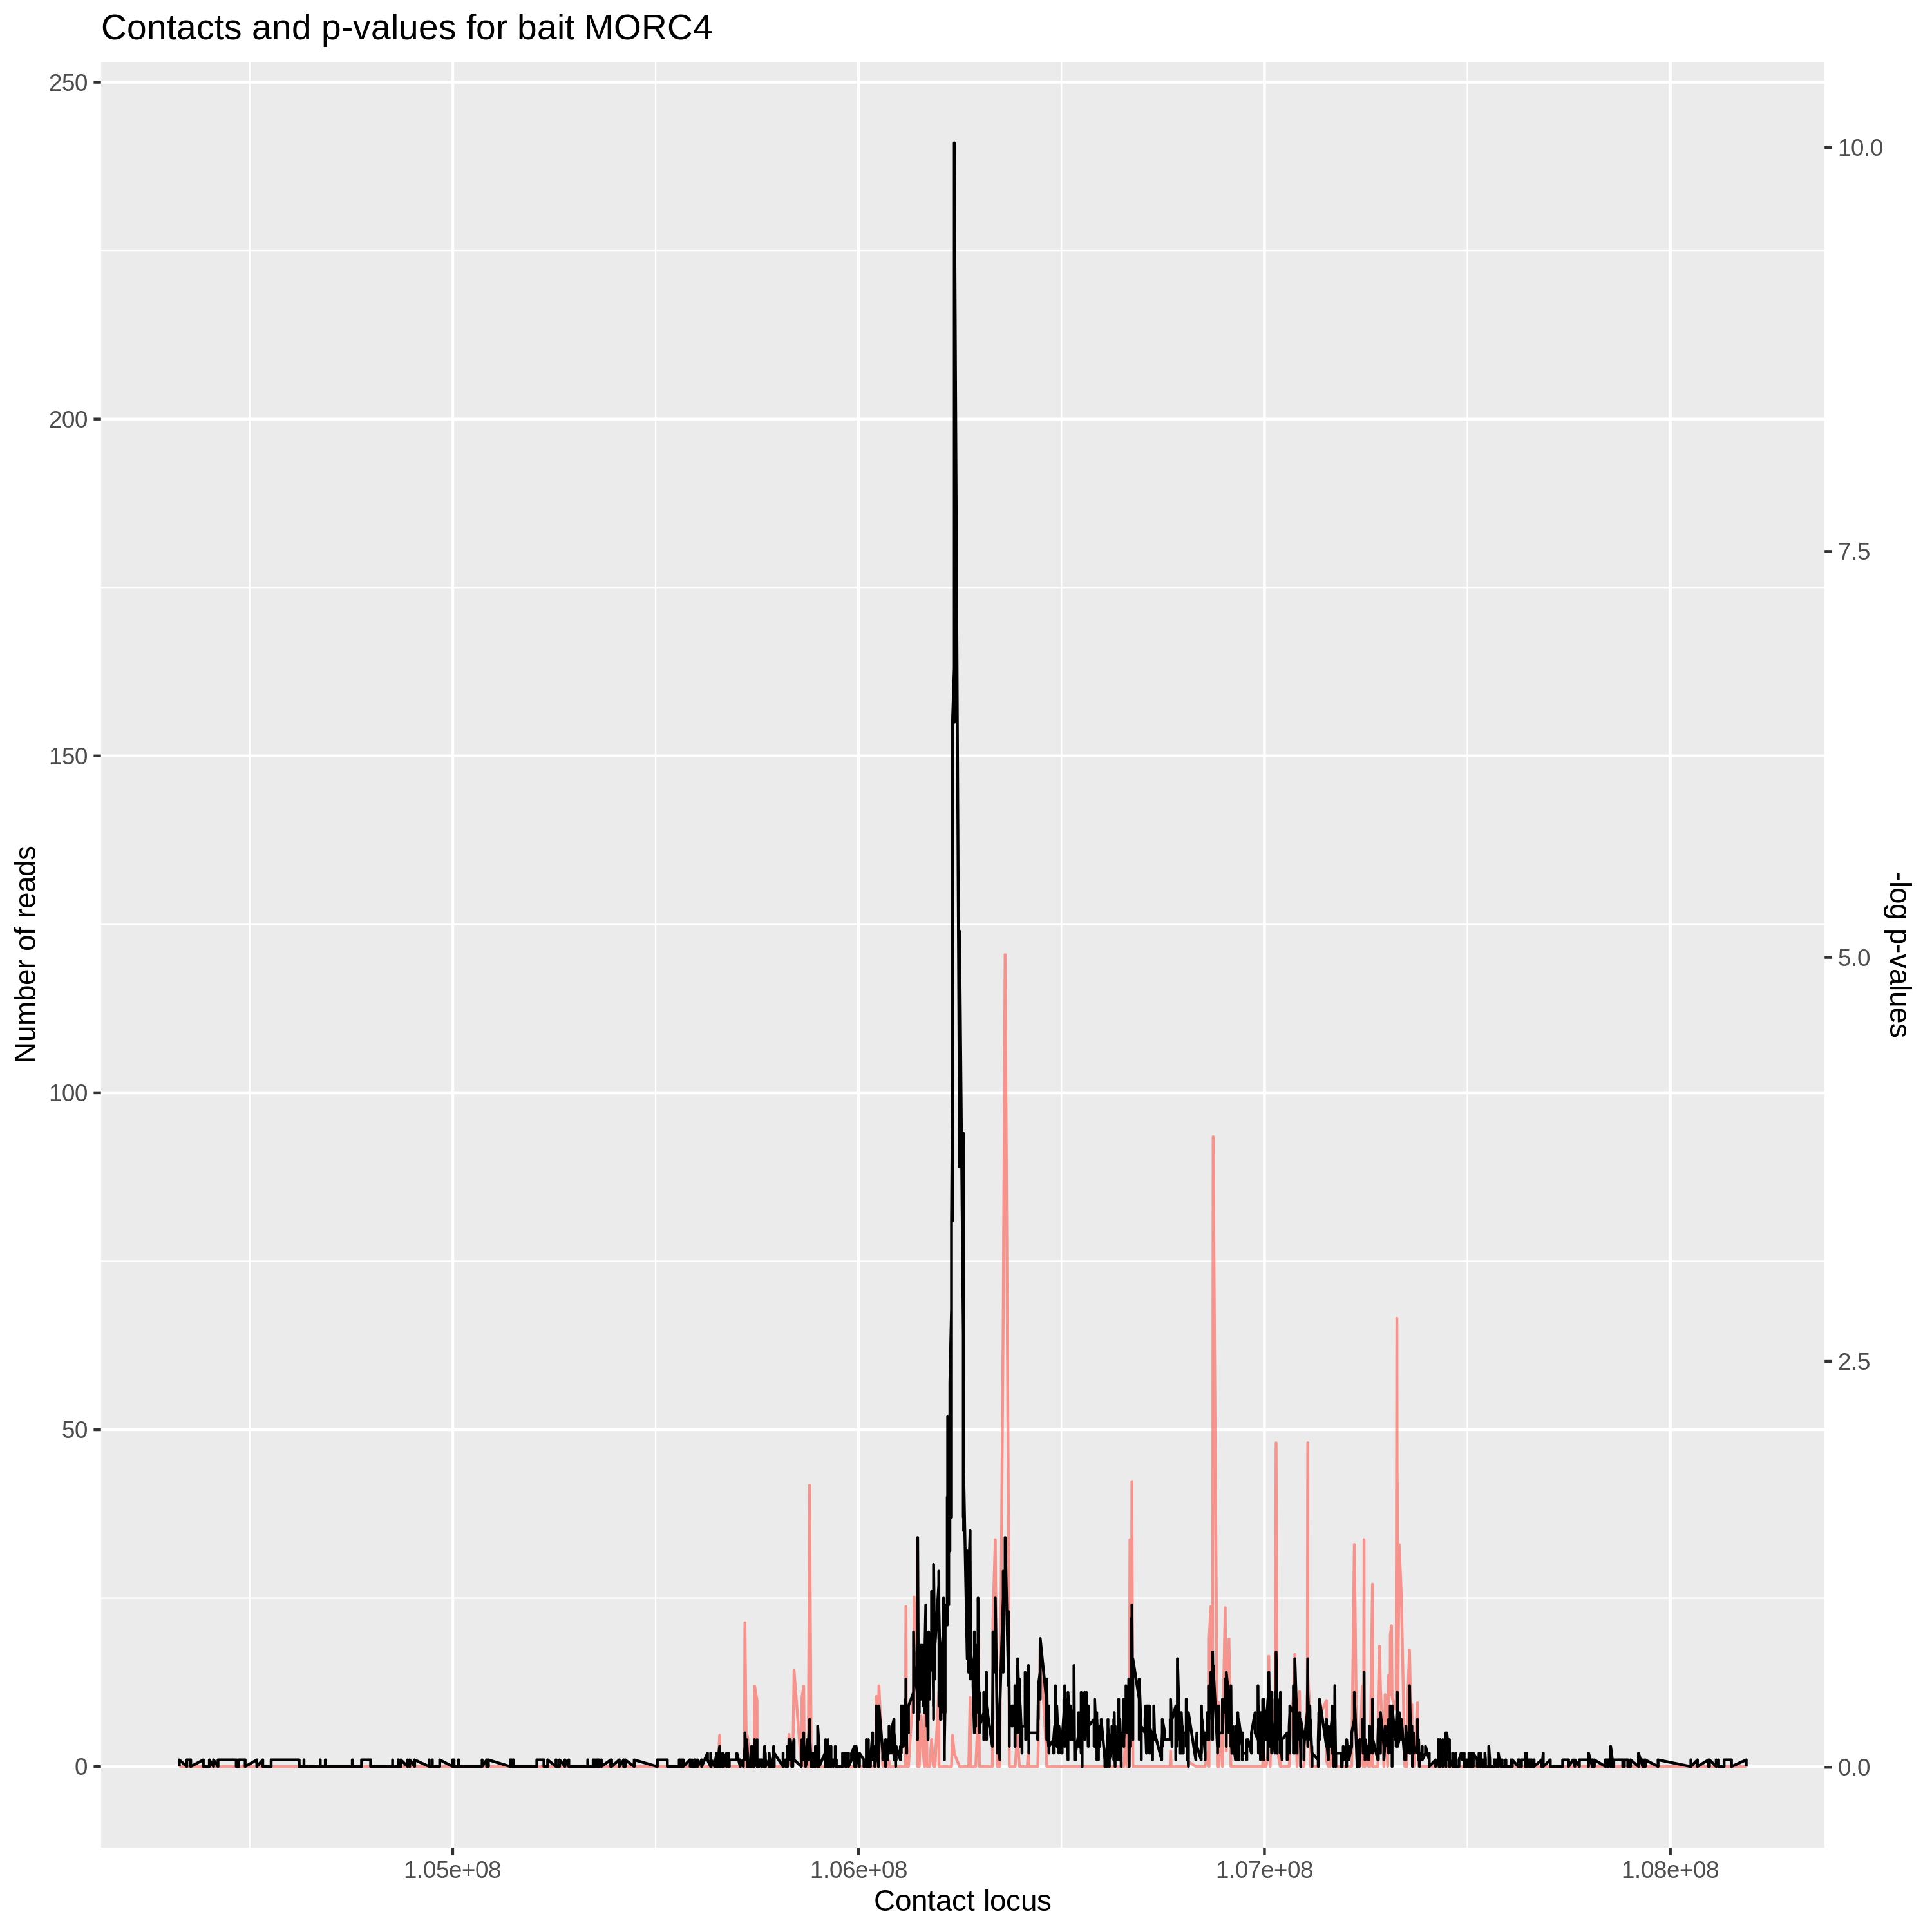 Contacts and p-values for bait MORC4
250
200
150
100
50
0
Number of reads
10.0
7.5
5.0
2.5
0.0
-log p-values
1.05e+08
1.06e+08
1.07e+08
1.08e+08
Contact locus